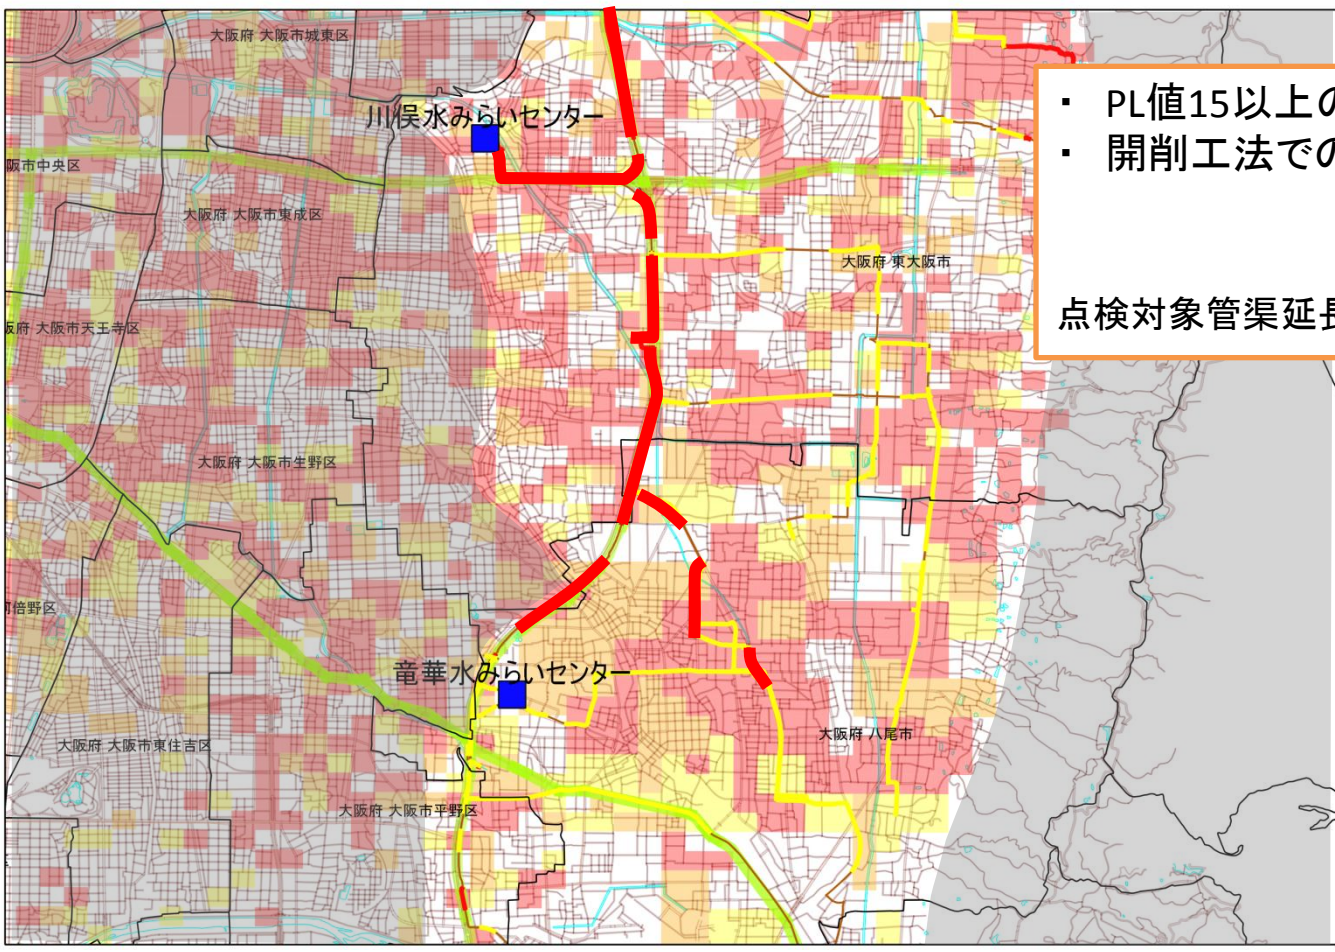 大阪府 大阪市城東区
・ PL値15以上の
川俣水みらいセンター
・ 開削工法での
阪市中央区
大阪府 大阪市東成区
大阪府 東大阪市
点検対象管渠延長
阪府 大阪市天王寺区
大阪府 大阪市生野区
倍野区
竜華水みらいセンター
大阪府 八尾市
大阪府 大阪市東住吉区
大阪府 大阪市平野区